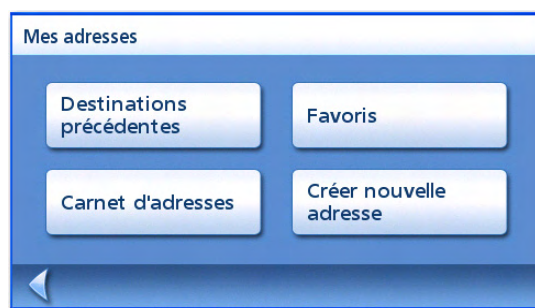 Mes adresses
Destinations
précédentes
Favoris
Carnet d'adresses
Créer nouvelle
adresse